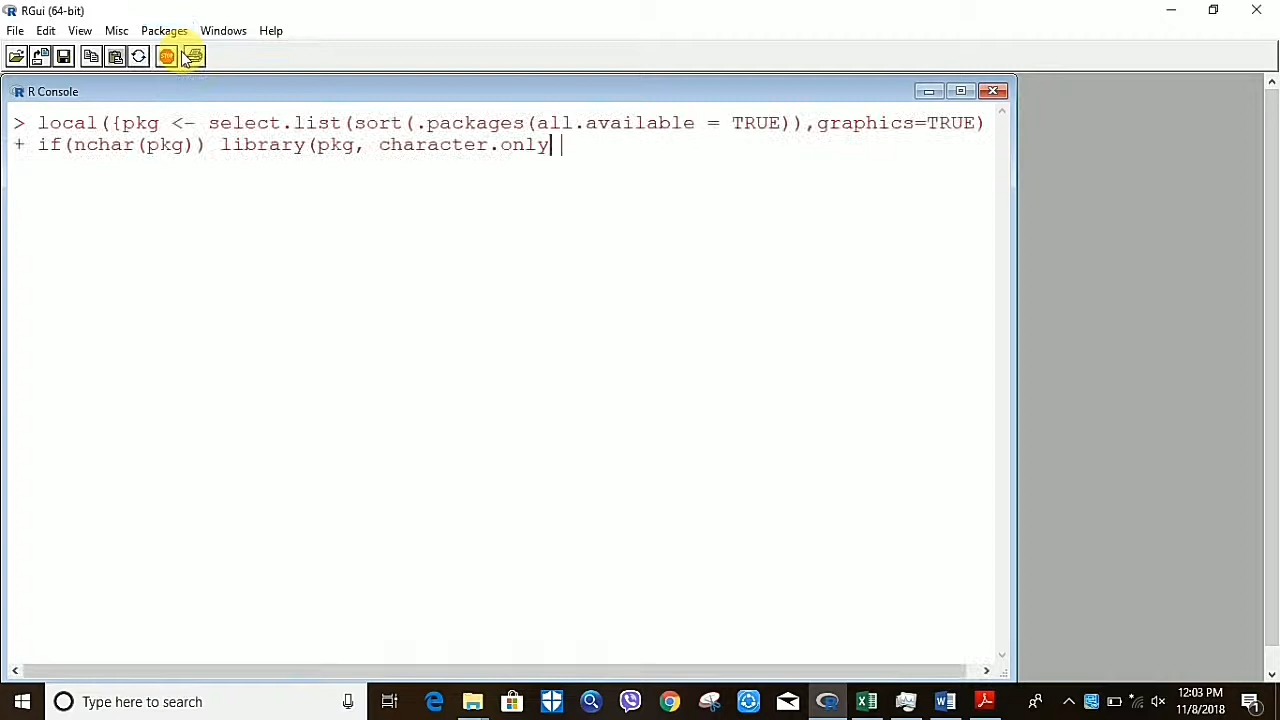 RGui (64-bit)
File Edit View Misc Packages Windows Help
STOP
R Console
> local({pkg <- select.list(sort(.packages(all.available = TRUE)),graphics=TRUE)
+ if(nchar(pkg)) library(pkg, character.only
Type here to search
12:03 PM
11/8/2018